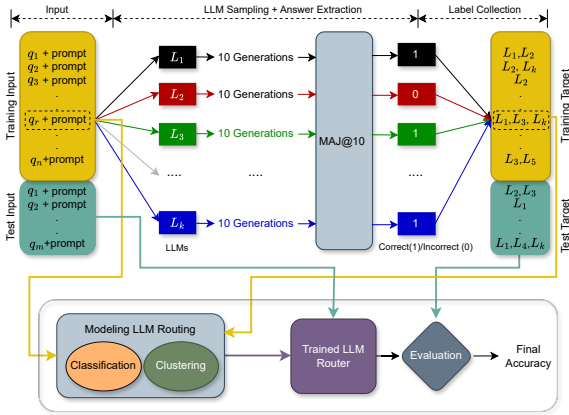 Input
LLM Sampling + Answer Extraction
Label Collection
Training Input
q1 + prompt
q2 + prompt
q3 + prompt
.
.
qr + prompt
.
.
qn+prompt
Test Input
q1 + prompt
q2 + prompt
.
.
qm+prompt
L1
10 Generations
L2
10 Generations
L3
10 Generations
....
....
Lk
10 Generations
LLMs
MAJ@10
1
0
1
....
1
Correct(1)/Incorrect (0)
Training Target
L1,L2
L2, Lk
L2
.
.
L1,L3, Lk
.
.
L3,L5
Test Target
L2,L3
L1
.
.
L1,L4,Lk
Modeling LLM Routing
Classification
Clustering
Trained LLM
Router
Evaluation
Final
Accuracy